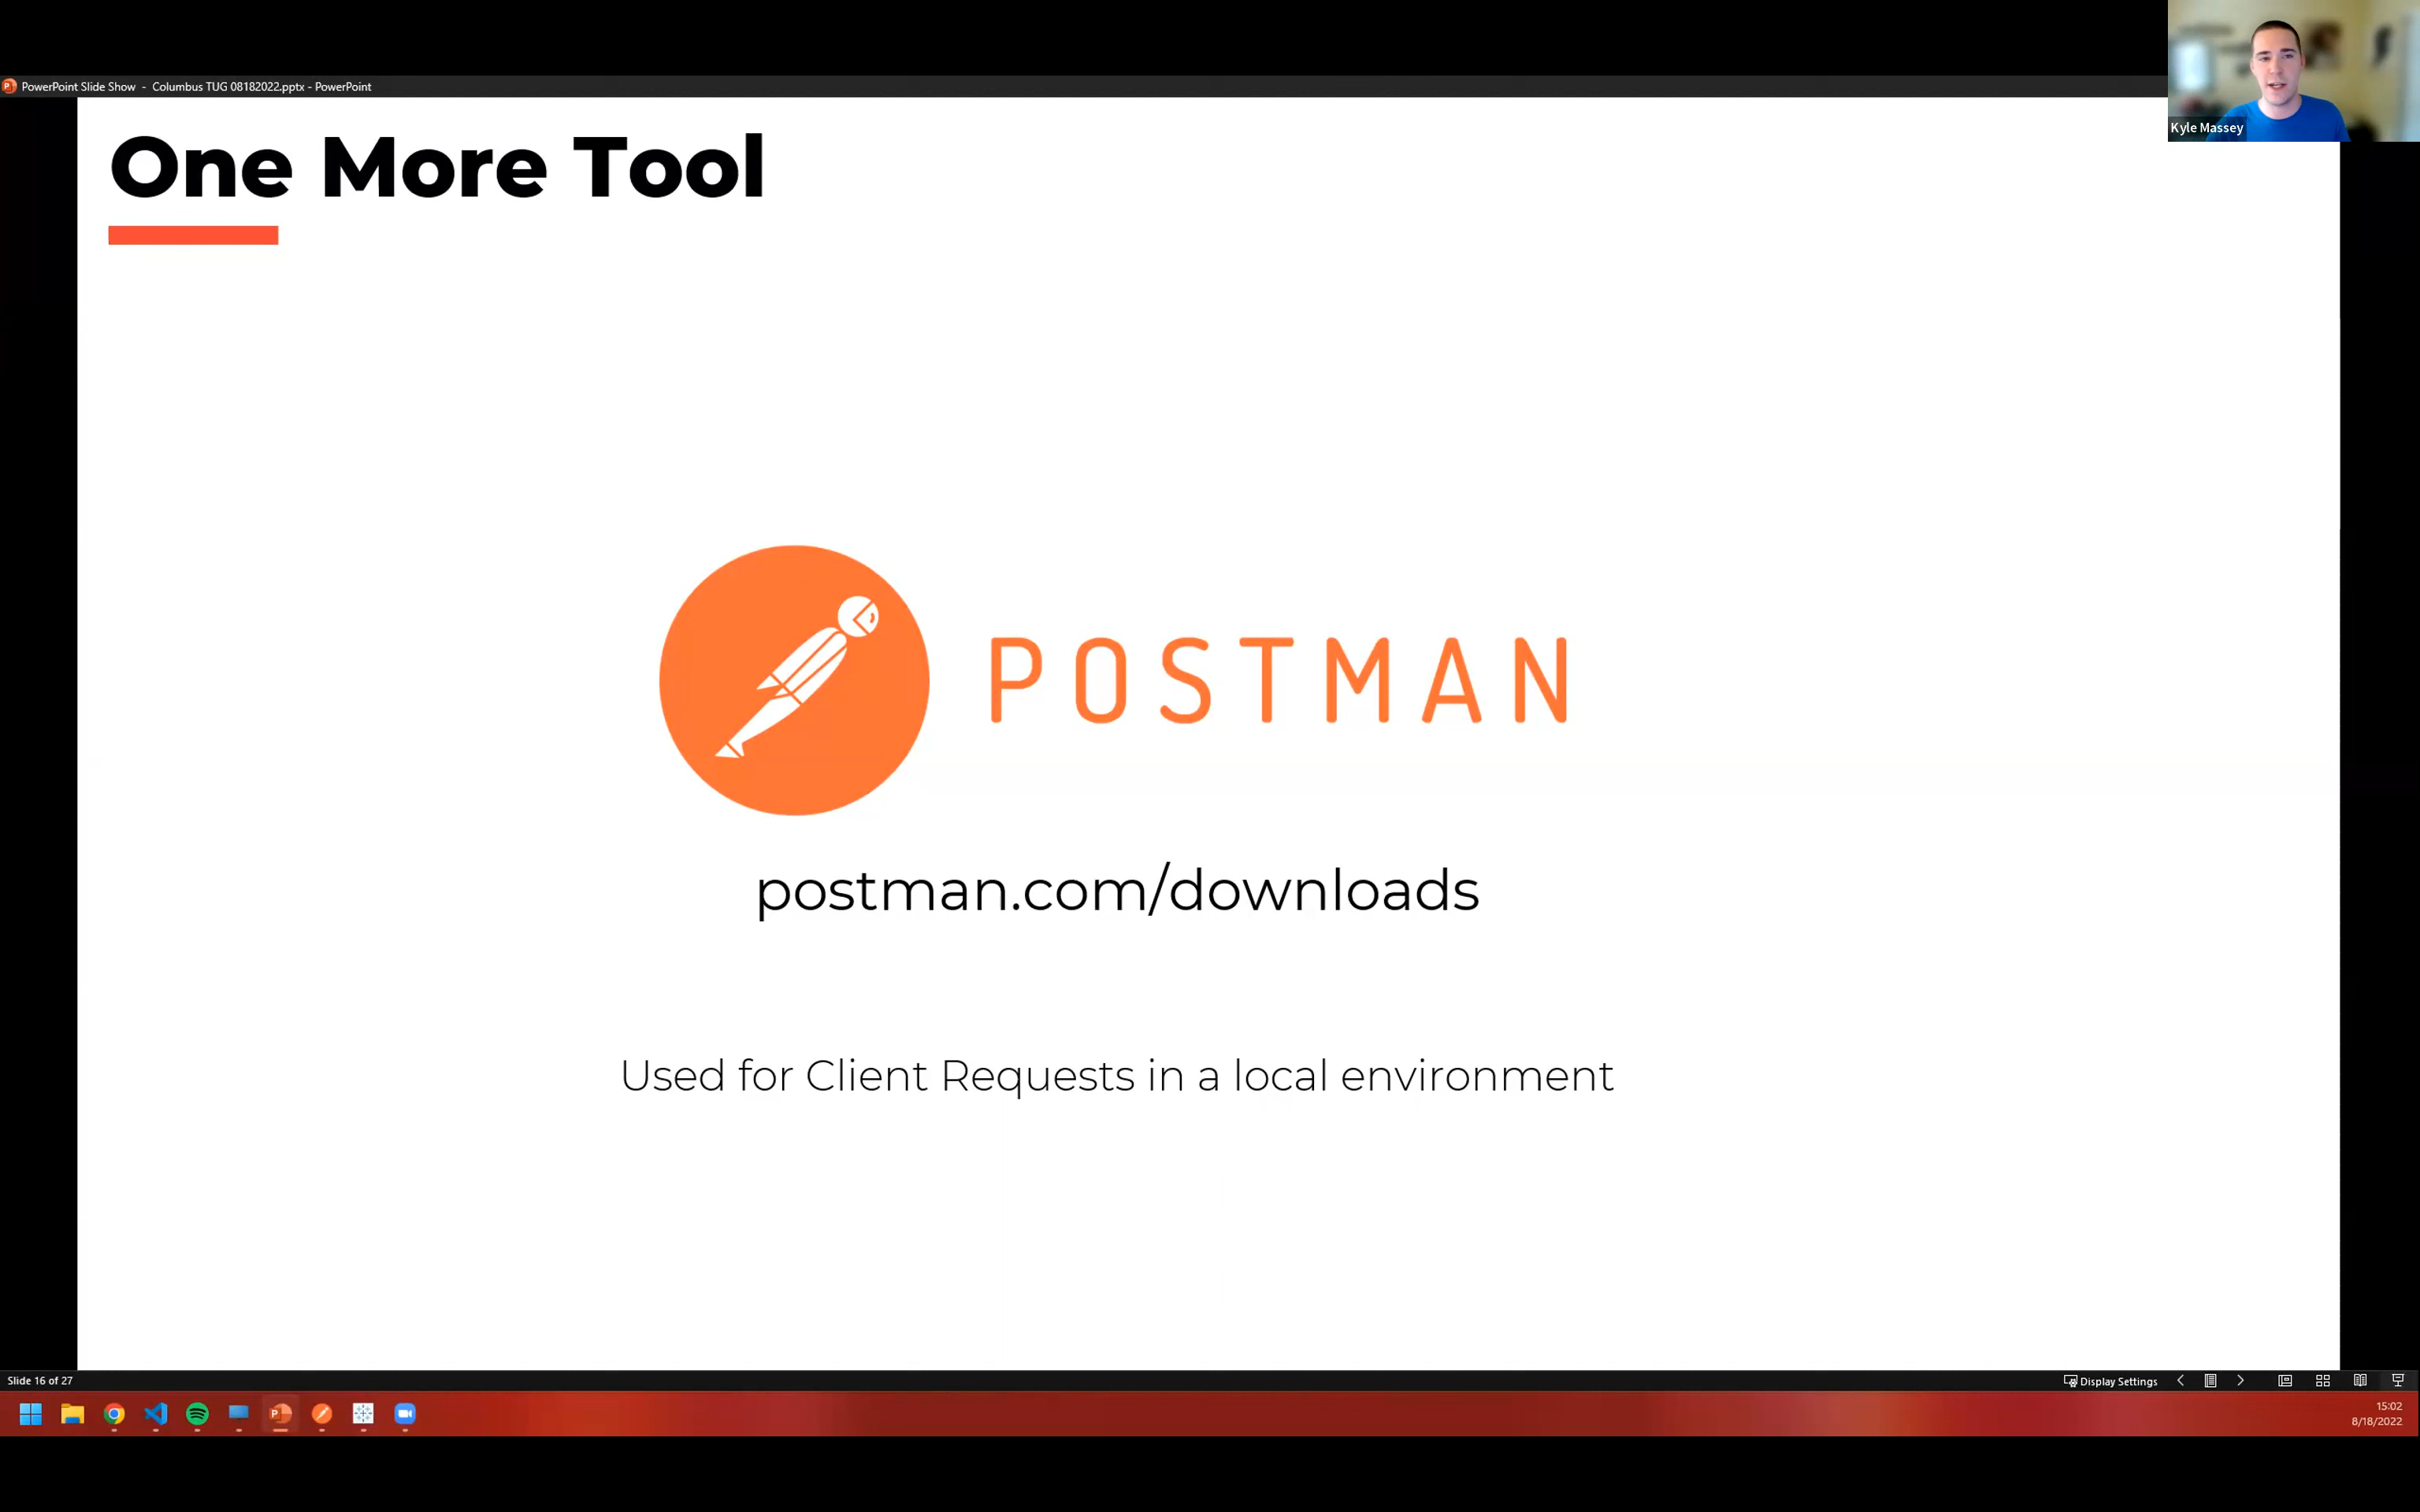 PowerPoint Slide Show - Columbus TUG 08182022.pptx - PowerPoint
Kyle Massey
One More Tool
POSTMAN
postman.com/downloads
Used for Client Requests in a local environment
Slide 16 of 27
Display Settings
15:02
8/18/2022